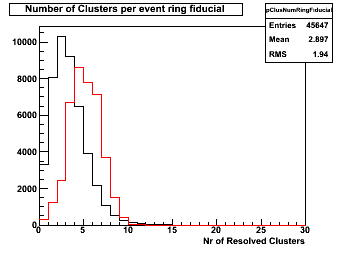 Number of Clusters per event ring fiducial
pClusNumRingFiducial
Entries 45647
Mean 2.897
RMS 1.94
10000
8000
6000
4000
2000
0
0 5 10 15 20 25 30
Nr of Resolved Clusters